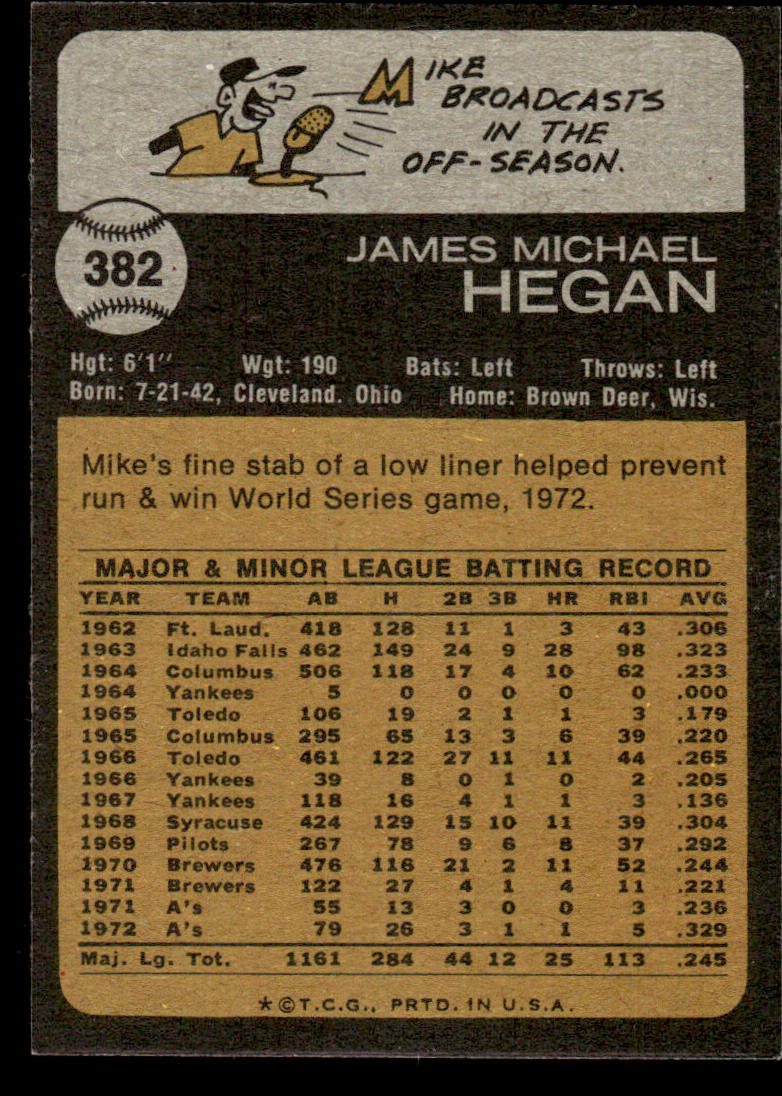 MIKE
BROADCASTS
IN THE
OFF-SEASON.
382
JAMES MICHAEL
HEGAN
Hgt: 6'1" Wgt: 190 Bats: Left Throws: Left
Born: 7-21-42, Cleveland. Ohio Home: Brown Deer, Wis.
Mike's fine stab of a low liner helped prevent
run & win World Series game, 1972.
MAJOR & MINOR LEAGUE BATTING RECORD
YEAR TEAM AB H 2B 3B HR RBI AVG
1962 Ft. Laud. 418 128 11 1 3 43 .306
1963 Idaho Falls 462 149 24 9 28 98 .323
1964 Columbus 506 118 17 4 10 62 .233
1964 Yankees 5 0 0 0 0 0 .000
1965 Toledo 106 19 2 1 1 3 .179
1965 Columbus 295 65 13 3 6 39 .220
1966 Toledo 461 122 27 11 11 44 .265
1966 Yankees 39 8 0 1 0 2 .205
1967 Yankees 118 16 4 1 1 3 .136
1968 Syracuse 424 129 15 10 11 39 .304
1969 Pilots 267 78 9 6 8 37 .292
1970 Brewers 476 116 21 2 11 52 .244
1971 Brewers 122 27 4 1 4 11 .221
1971 A's 55 13 3 0 0 3 .236
1972 A's 79 26 3 1 1 5 .329
Maj. Lg. Tot. 1161 284 44 12 25 113 .245
*©T.C.G., PRTD. IN U.S.A.